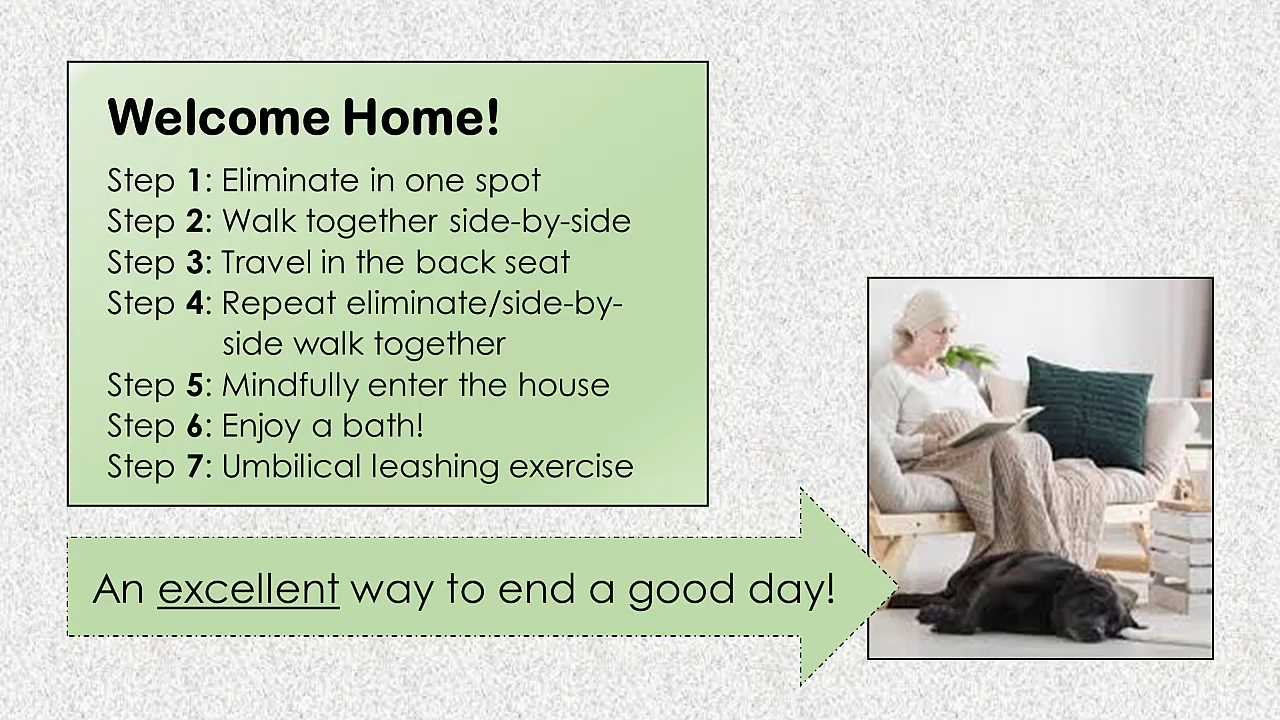 Welcome Home!
Step 1: Eliminate in one spot
Step 2: Walk together side-by-side
Step 3: Travel in the back seat
Step 4: Repeat eliminate/side-by-
side walk together
Step 5: Mindfully enter the house
Step 6: Enjoy a bath!
Step 7: Umbilical leashing exercise
An excellent way to end a good day!